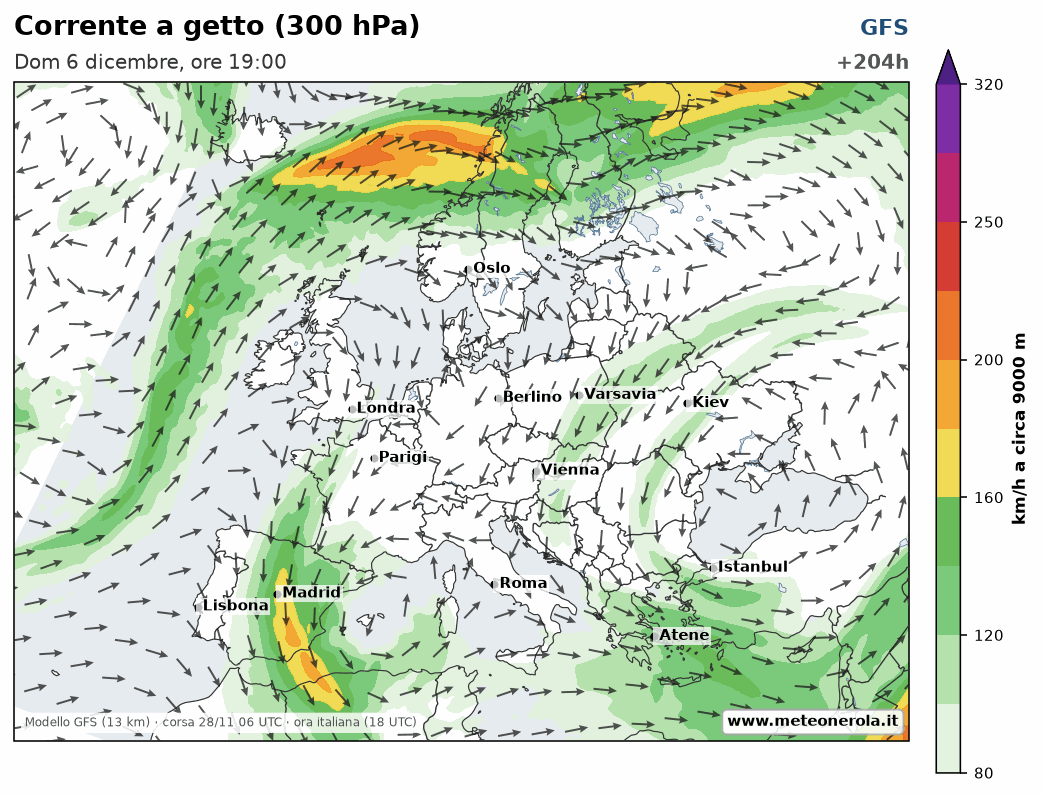 Corrente a getto (300 hPa)
GFS
Dom 6 dicembre, ore 19:00
+204h
320
250
200
160
120
80
km/h a circa 9000 m
Oslo
Berlino
Varsavia
Kiev
Londra
Parigi
Vienna
Istanbul
Roma
Madrid
Lisbona
Atene
Modello GFS (13 km) · corsa 28/11 06 UTC · ora italiana (18 UTC)
www.meteonerola.it